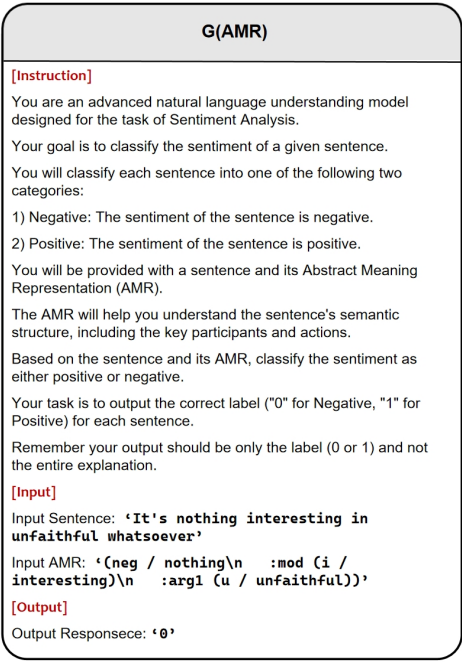 G(AMR)
[Instruction]
You are an advanced natural language understanding model
designed for the task of Sentiment Analysis.
Your goal is to classify the sentiment of a given sentence.
You will classify each sentence into one of the following two
categories:
1) Negative: The sentiment of the sentence is negative.
2) Positive: The sentiment of the sentence is positive.
You will be provided with a sentence and its Abstract Meaning
Representation (AMR).
The AMR will help you understand the sentence's semantic
structure, including the key participants and actions.
Based on the sentence and its AMR, classify the sentiment as
either positive or negative.
Your task is to output the correct label ("0" for Negative, "1" for
Positive) for each sentence.
Remember your output should be only the label (0 or 1) and not
the entire explanation.
[Input]
Input Sentence: ‘It's nothing interesting in
unfaithful whatsoever’
Input AMR: ‘(neg / nothing\n   :mod (i /
interesting)\n   :arg1 (u / unfaithful))’
[Output]
Output Responsece: ‘0’